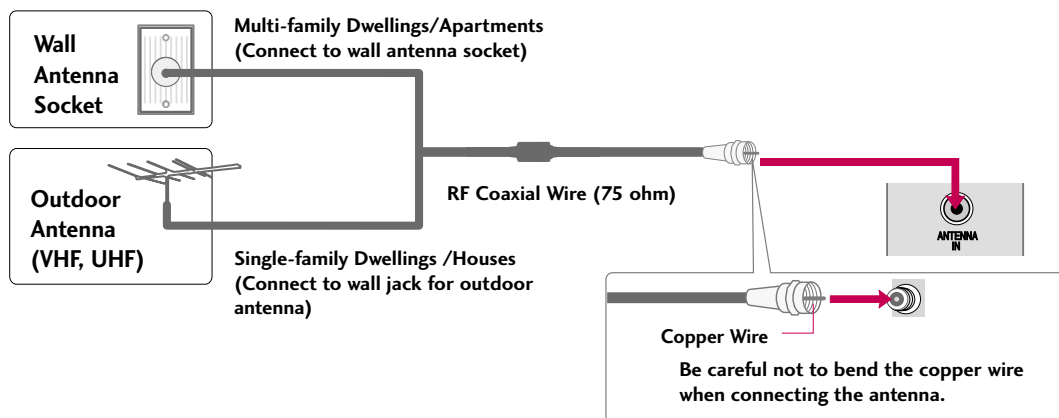 Wall
Antenna
Socket
Multi-family Dwellings/Apartments
(Connect to wall antenna socket)
Outdoor
Antenna
(VHF, UHF)
Single-family Dwellings /Houses
(Connect to wall jack for outdoor
antenna)
RF Coaxial Wire (75 ohm)
ANTENNA
IN
Copper Wire
Be careful not to bend the copper wire
when connecting the antenna.